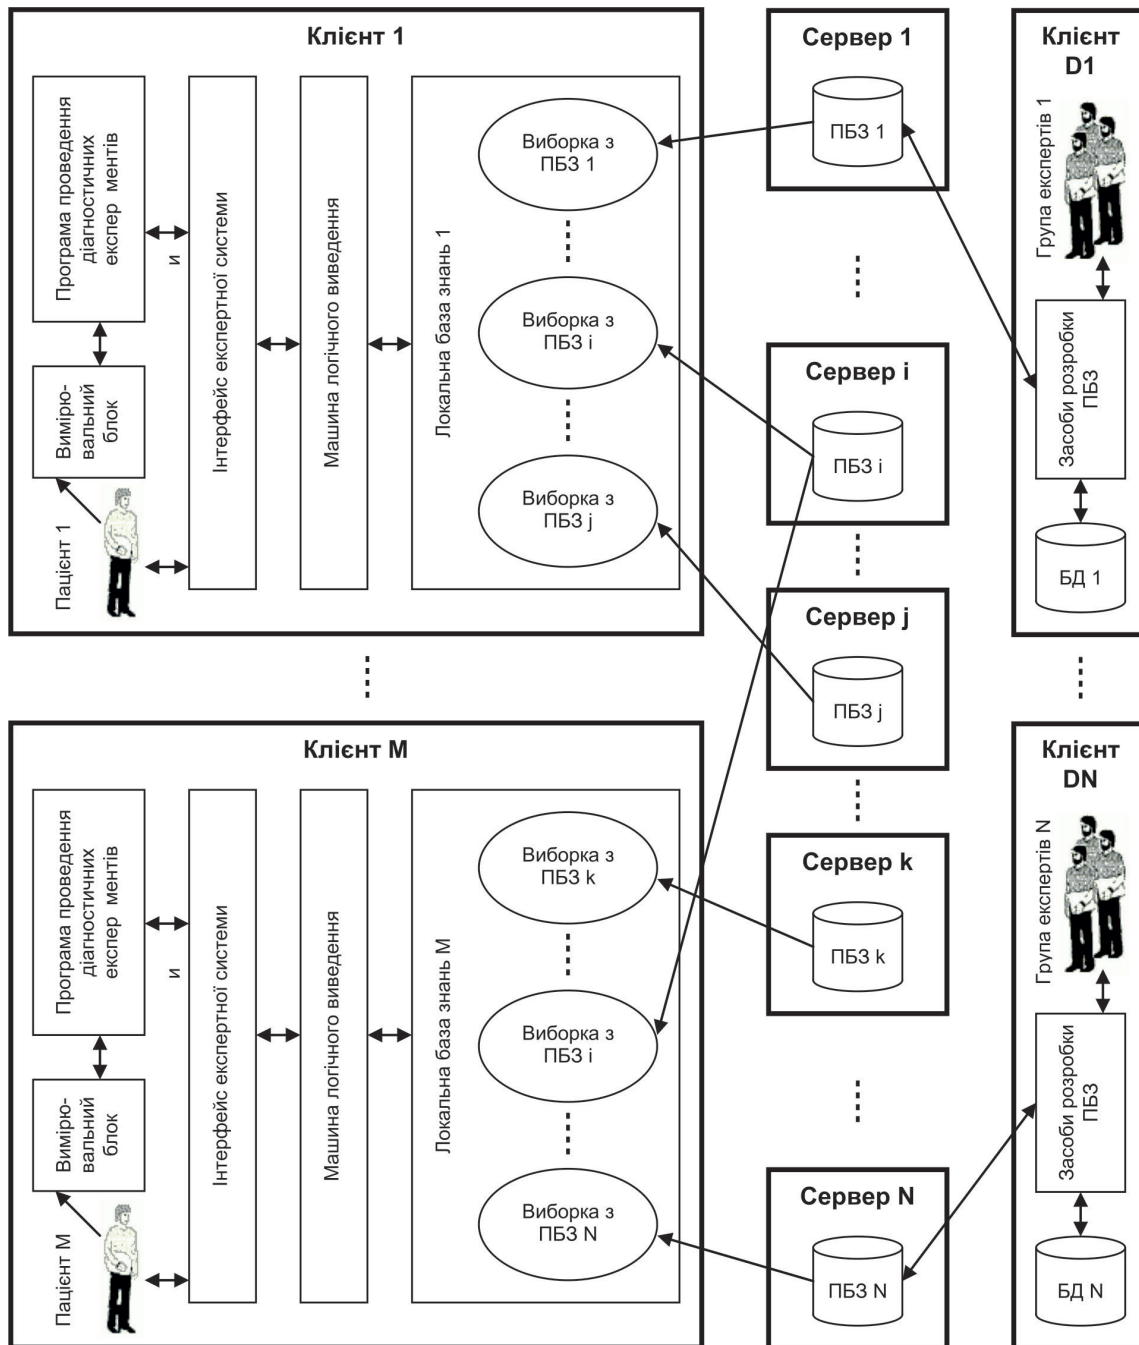 Клієнт 1
Програма проведення
діагностичних
експер ментів
и
Вимірю-
вальний
блок
Пацієнт 1
Інтерфейс експертної системи
Машина логічного виведення
Локальна база знань 1
Виборка з
ПБЗ 1
Виборка з
ПБЗ i
Виборка з
ПБЗ j
Сервер 1
ПБЗ 1
Сервер i
ПБЗ i
Сервер j
ПБЗ j
Клієнт
D1
Група експертів 1
Засоби розробки
ПБЗ
БД 1
Клієнт M
Програма проведення
діагностичних
експер ментів
и
Вимірю-
вальний
блок
Пацієнт M
Інтерфейс експертної системи
Машина логічного виведення
Локальна база знань M
Виборка з
ПБЗ k
Виборка з
ПБЗ i
Виборка з
ПБЗ N
Сервер k
ПБЗ k
Сервер N
ПБЗ N
Клієнт
DN
Група експертів N
Засоби розробки
ПБЗ
БД N